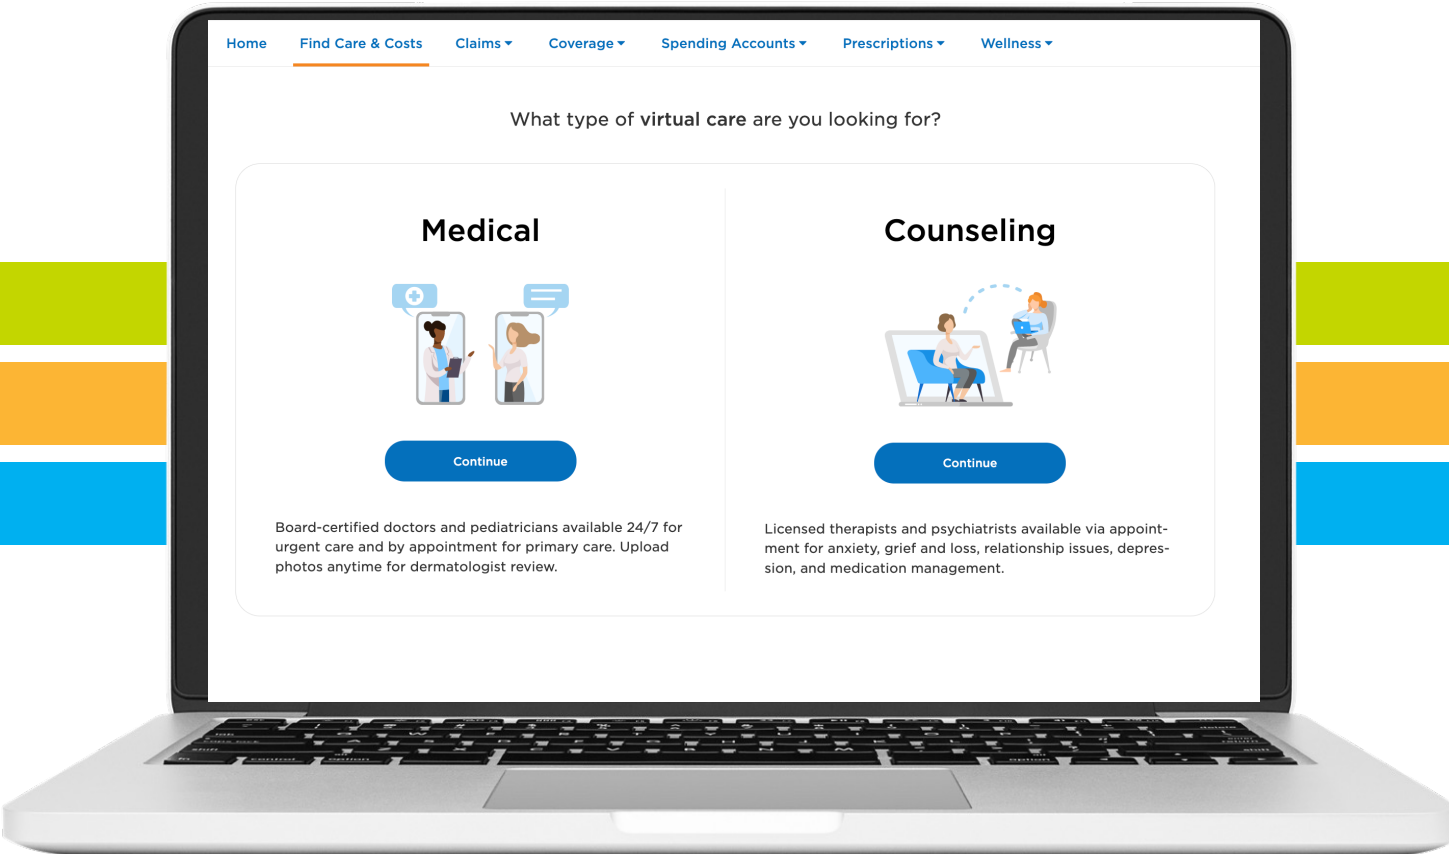 Home Find Care & Costs Claims Coverage Spending Accounts Prescriptions Wellness
What type of virtual care are you looking for?
Medical
Continue
Board-certified doctors and pediatricians available 24/7 for
urgent care and by appointment for primary care. Upload
photos anytime for dermatologist review.
Counseling
Continue
Licensed therapists and psychiatrists available via appoint-
ment for anxiety, grief and loss, relationship issues, depres-
sion, and medication management.